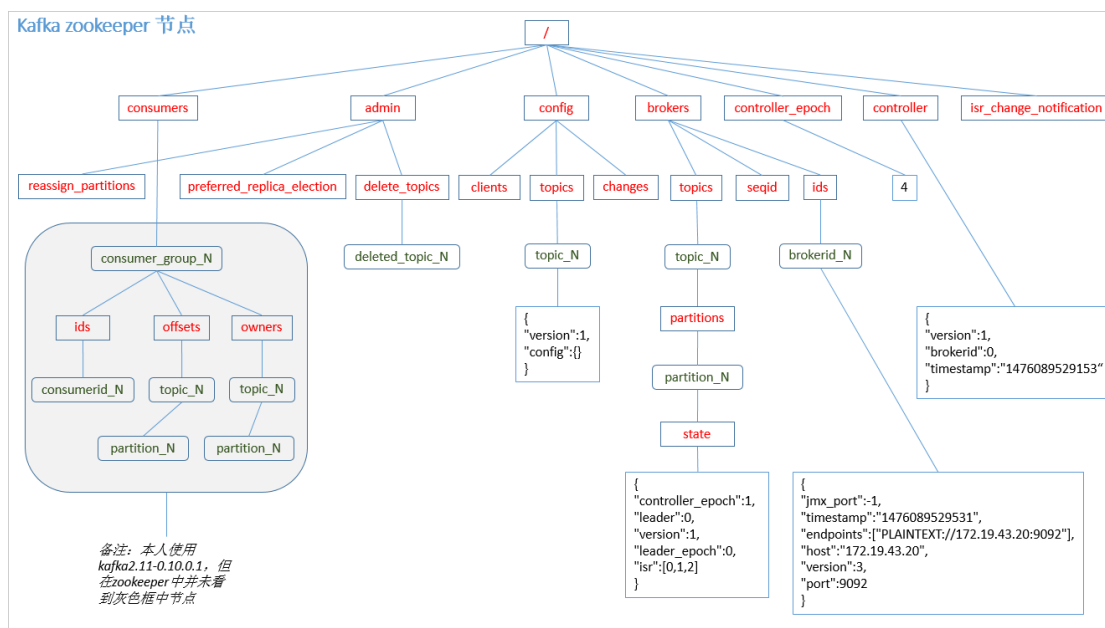 Kafka zookeeper 节点
/
consumers
admin
config
brokers
controller_epoch
controller
isr_change_notification
reassign_partitions
preferred_replica_election
delete_topics
clients
topics
changes
topics
seqid
ids
4
consumer_group_N
deleted_topic_N
topic_N
topic_N
brokerid_N
ids
offsets
owners
consumerid_N
topic_N
topic_N
partition_N
partition_N
{
"version":1,
"config":{}
}
partitions
partition_N
state
{
"version":1,
"brokerid":0,
"timestamp":"1476089529153“
}
{
"controller_epoch":1,
"leader":0,
"version":1,
"leader_epoch":0,
"isr":[0,1,2]
}
{
"jmx_port":-1,
"timestamp":"1476089529531",
"endpoints":["PLAINTEXT://172.19.43.20:9092"],
"host":"172.19.43.20",
"version":3,
"port":9092
}
备注：本人使用
kafka2.11-0.10.0.1，但
在zookeeper中并未看
到灰色框中节点